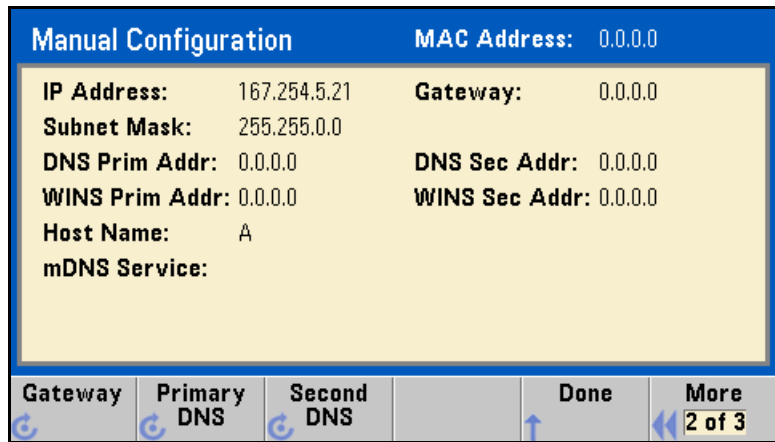 Manual Configuration MAC Address: 0.0.0.0
IP Address: 167.254.5.21 Gateway: 0.0.0.0
Subnet Mask: 255.255.0.0
DNS Prim Addr: 0.0.0.0 DNS Sec Addr: 0.0.0.0
WINS Prim Addr: 0.0.0.0 WINS Sec Addr: 0.0.0.0
Host Name: A
mDNS Service:
Gateway Primary DNS Second DNS Done More 2 of 3